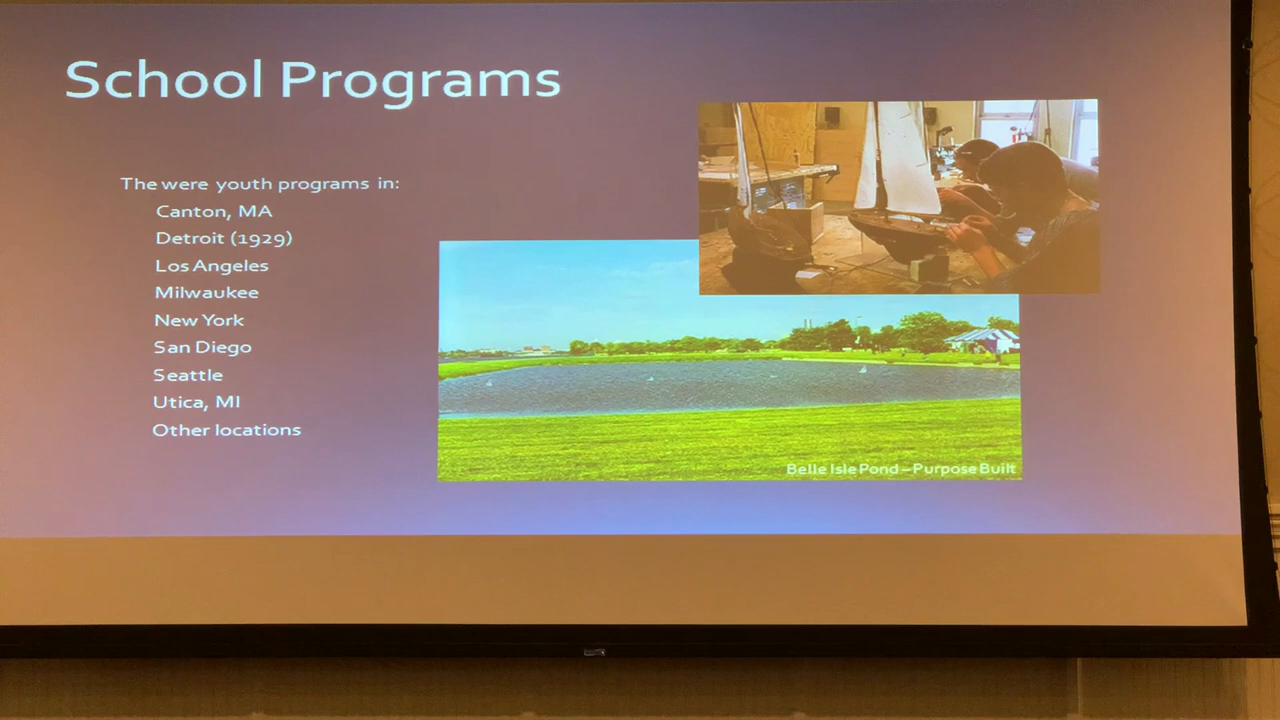 School Programs
The were youth programs in:
Canton, MA
Detroit (1929)
Los Angeles
Milwaukee
New York
San Diego
Seattle
Utica, MI
Other locations
Belle Isle Pond – Purpose Built